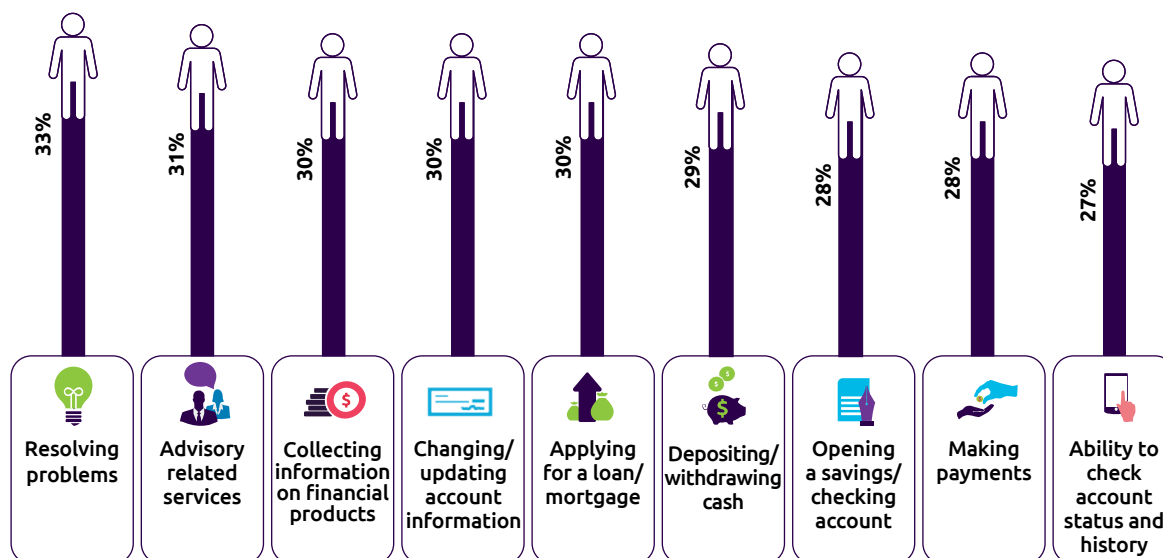 33%
31%
30%
30%
30%
29%
28%
28%
27%
Resolving
problems
Advisory
related
services
Collecting
information
on financial
products
Changing/
updating
account
information
Applying
for a loan/
mortgage
Depositing/
withdrawing
cash
Opening
a savings/
checking
account
Making
payments
Ability to
check
account
status and
history
$
$
$
$